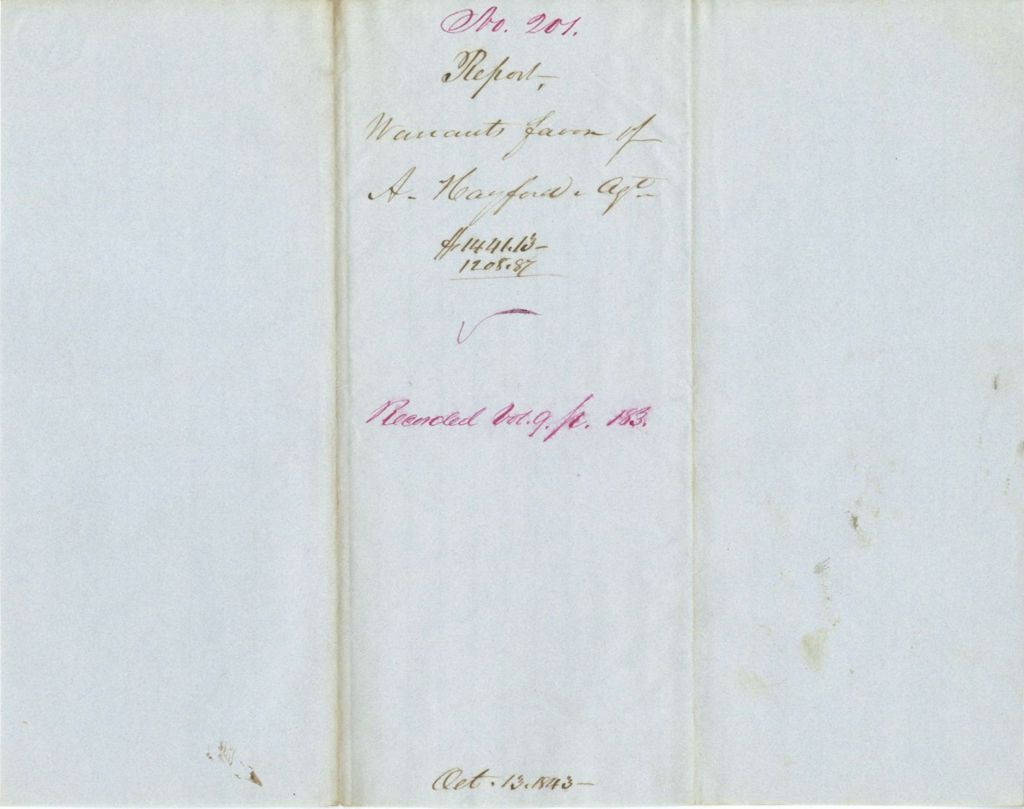 No. 201.
Report,
Warrants favor of
A. Hayford. Agt.
$1441.13
1208.87
Recorded Vol. 9. p. 183.
Oct. 13. 1843